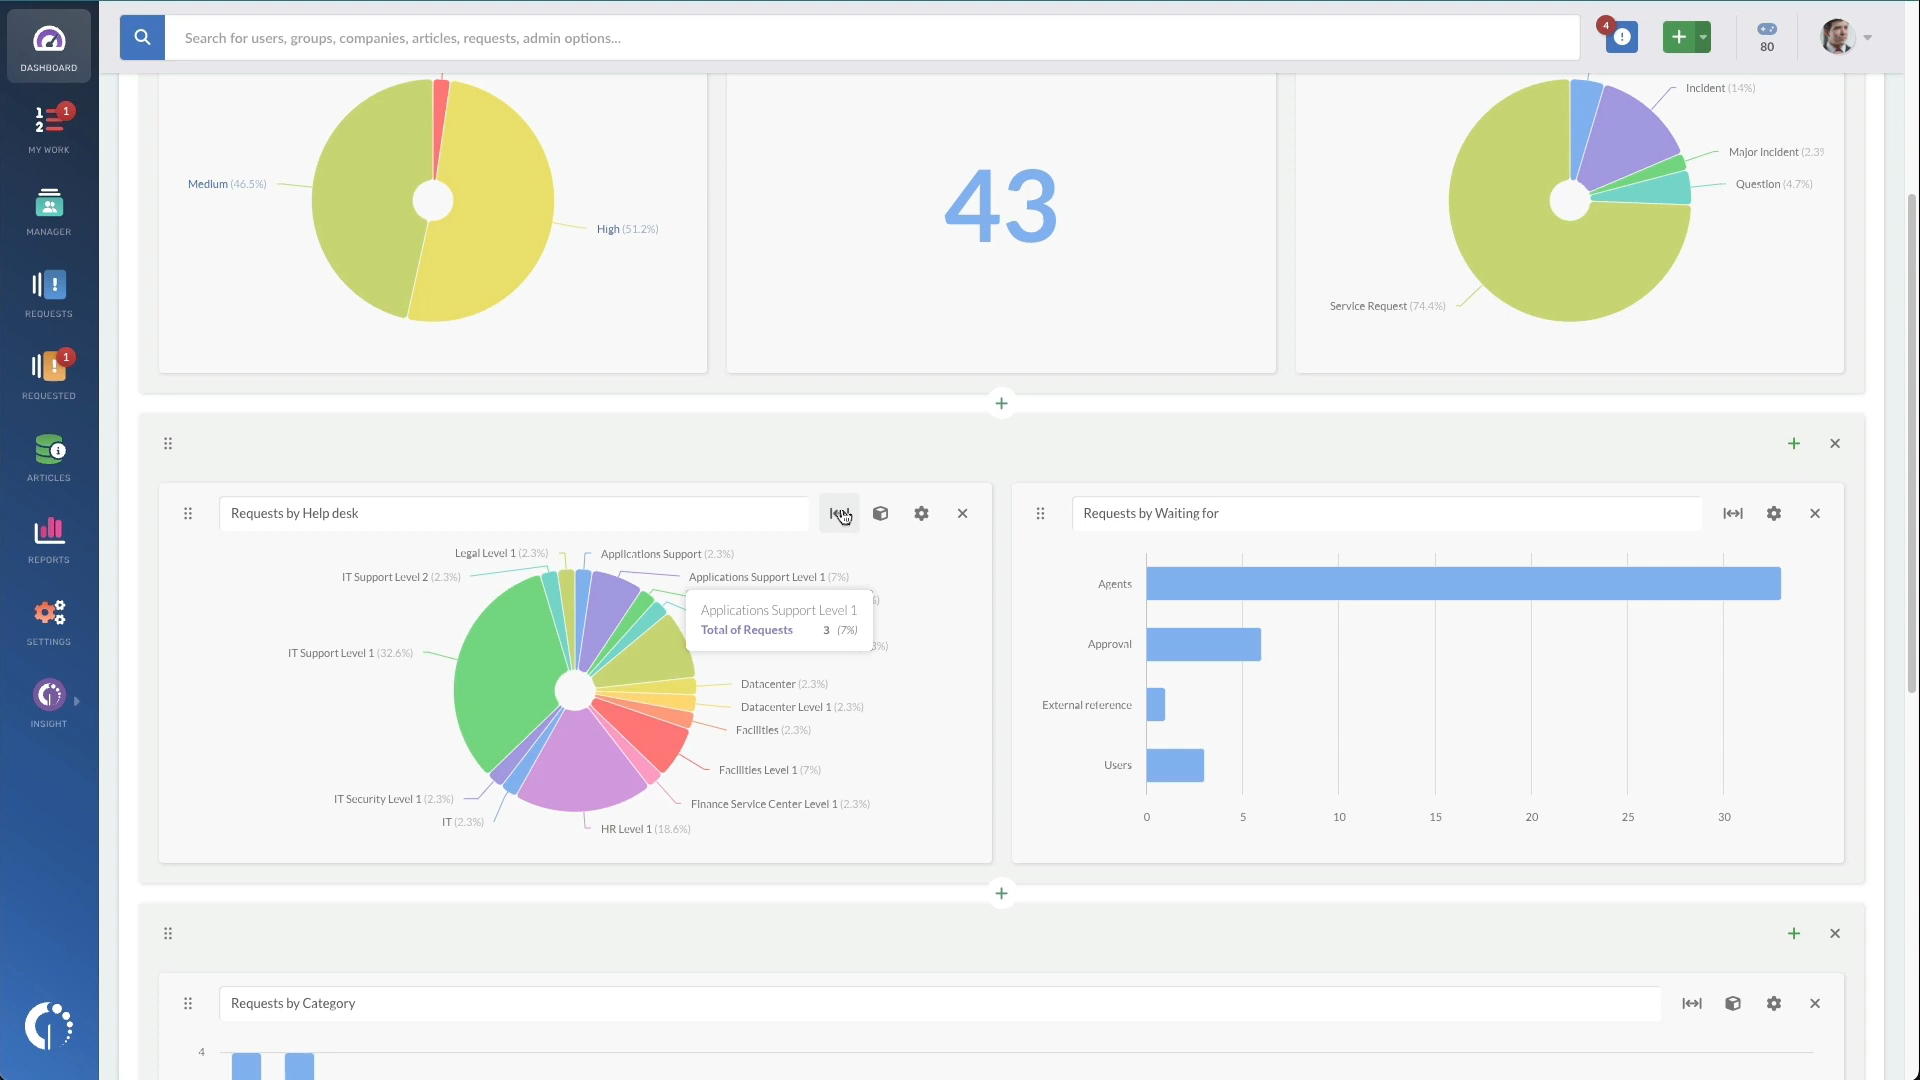 DASHBOARD
1
MY WORK
MANAGER
REQUESTS
1
REQUESTED
ARTICLES
REPORTS
SETTINGS
INSIGHT
Search for users, groups, companies, articles, requests, admin options...
4
80
Medium (46.5%)
High (51.2%)
43
Incident (14%)
Major Incident (2.3%
Question (4.7%)
Service Request (74.4%)
Requests by Help desk
Legal Level 1 (2.3%)
Applications Support (2.3%)
IT Support Level 2 (2.3%)
Applications Support Level 1 (7%)
Applications Support Level 1
Total of Requests 3 (7%)
IT Support Level 1 (32.6%)
Datacenter (2.3%)
Datacenter Level 1 (2.3%)
Facilities (2.3%)
Facilities Level 1 (7%)
IT Security Level 1 (2.3%)
Finance Service Center Level 1 (2.3%)
IT (2.3%)
HR Level 1 (18.6%)
Requests by Waiting for
Agents
Approval
External reference
Users
0 5 10 15 20 25 30
Requests by Category
4